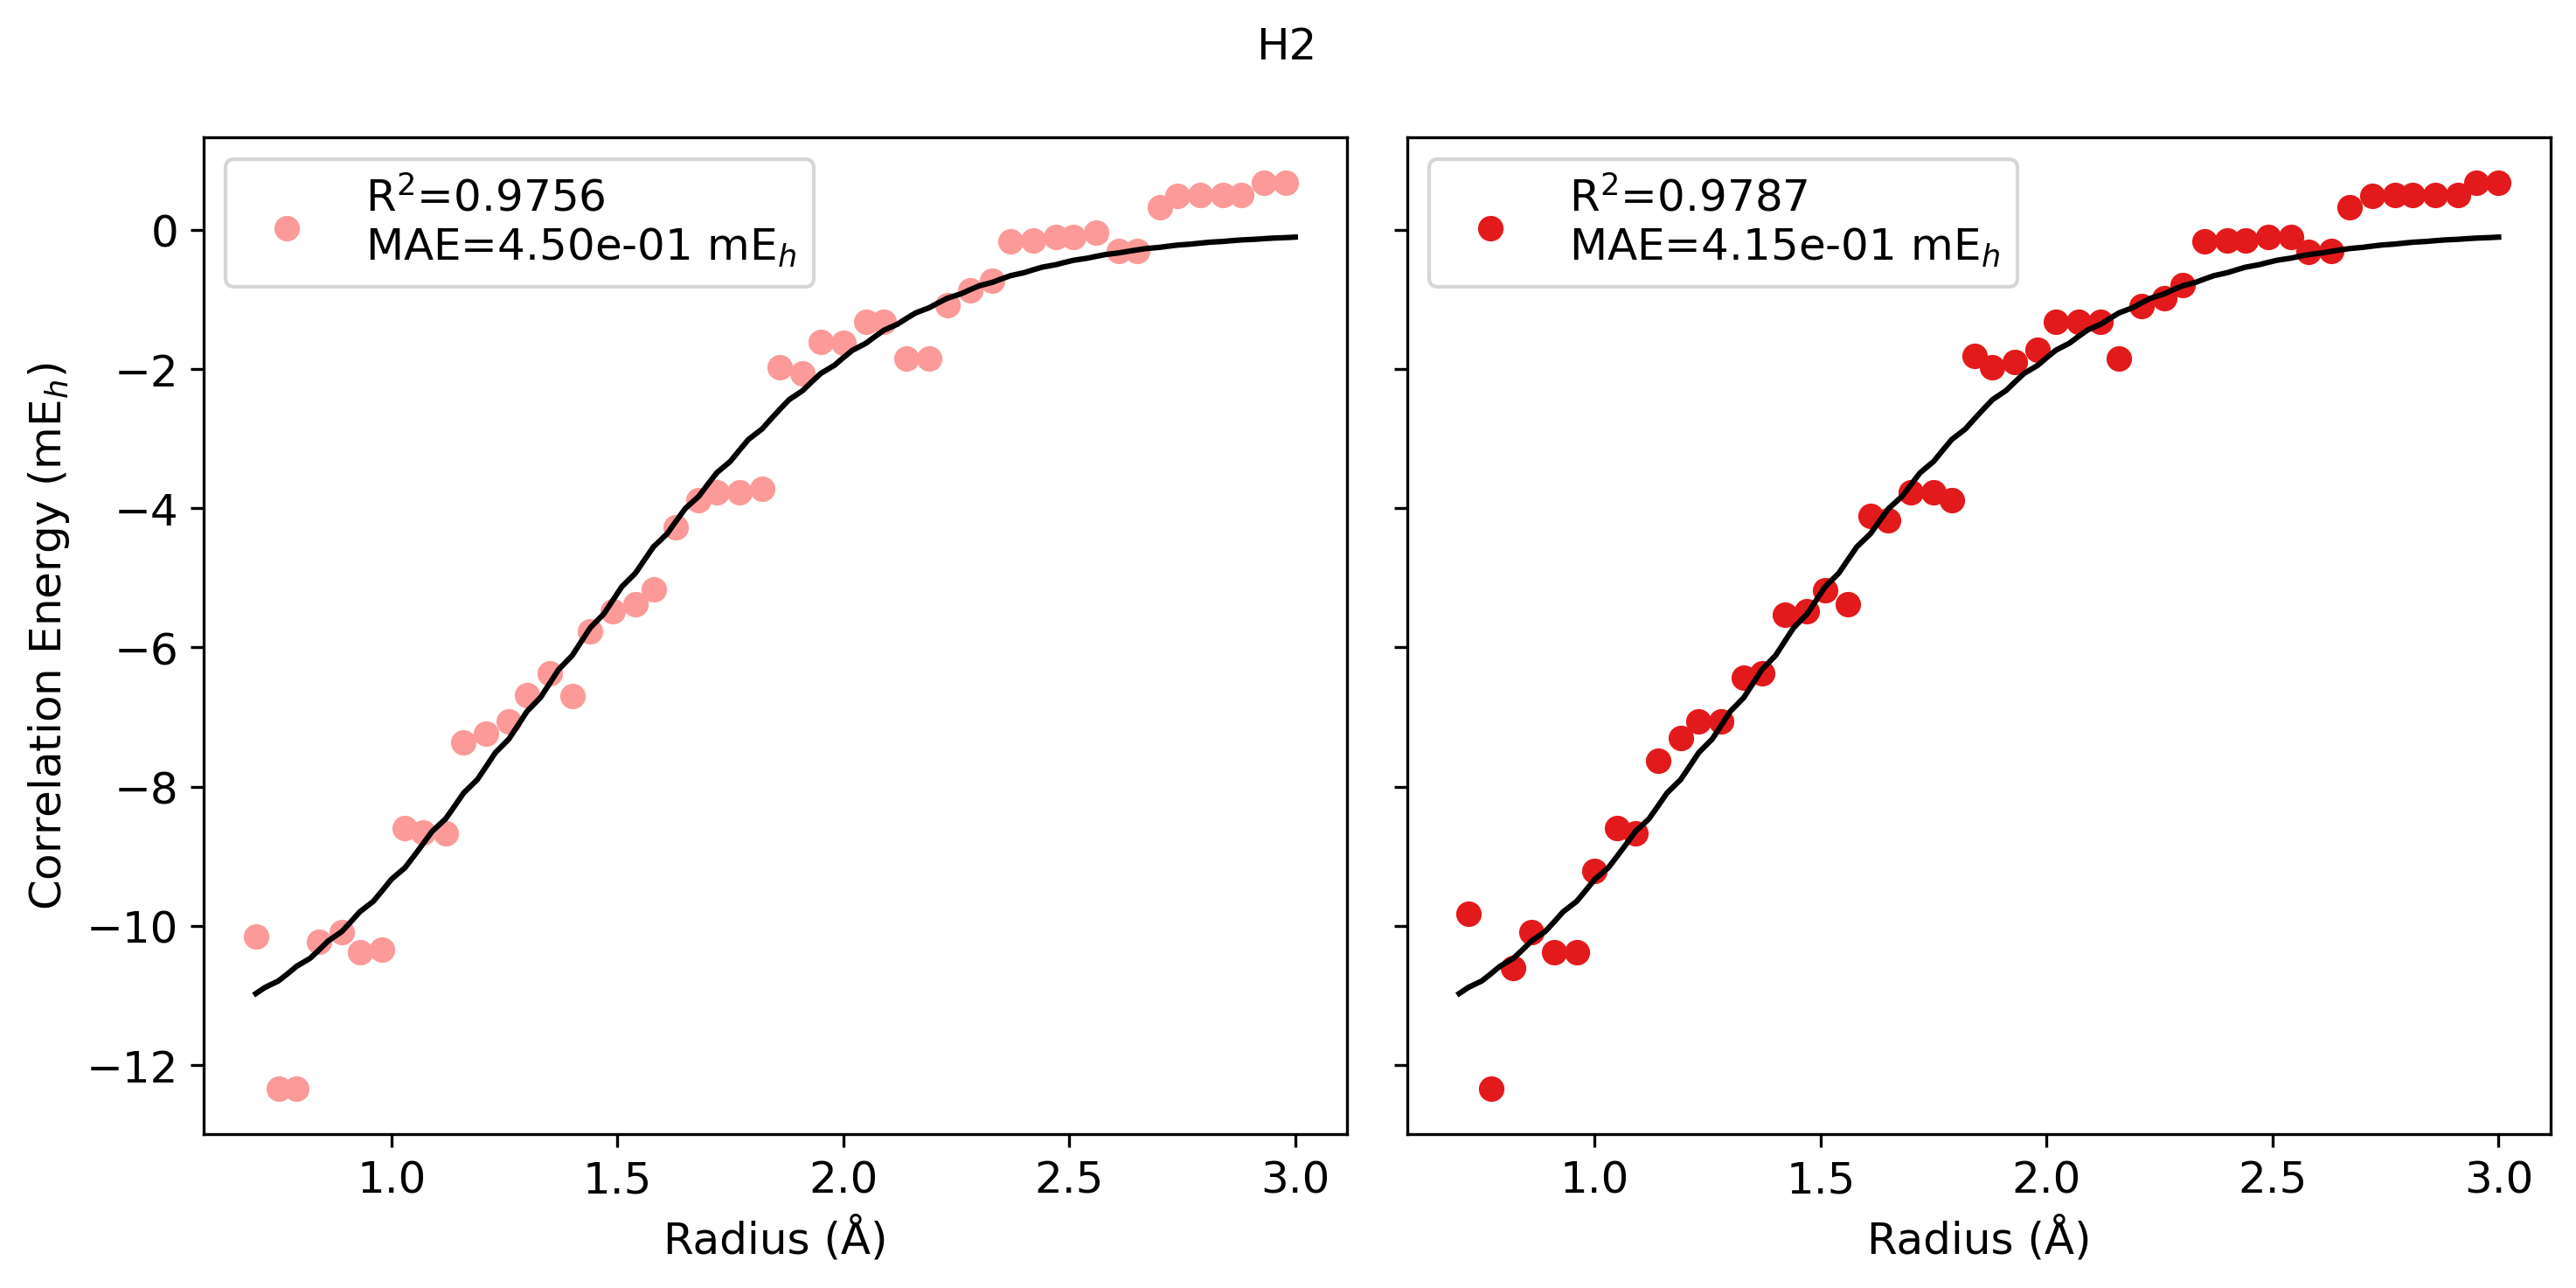 H2
R²=0.9756
MAE=4.50e-01 mEₕ
R²=0.9787
MAE=4.15e-01 mEₕ
Correlation Energy (mEₕ)
0
−2
−4
−6
−8
−10
−12
1.0 1.5 2.0 2.5 3.0
1.0 1.5 2.0 2.5 3.0
Radius (Å)
Radius (Å)